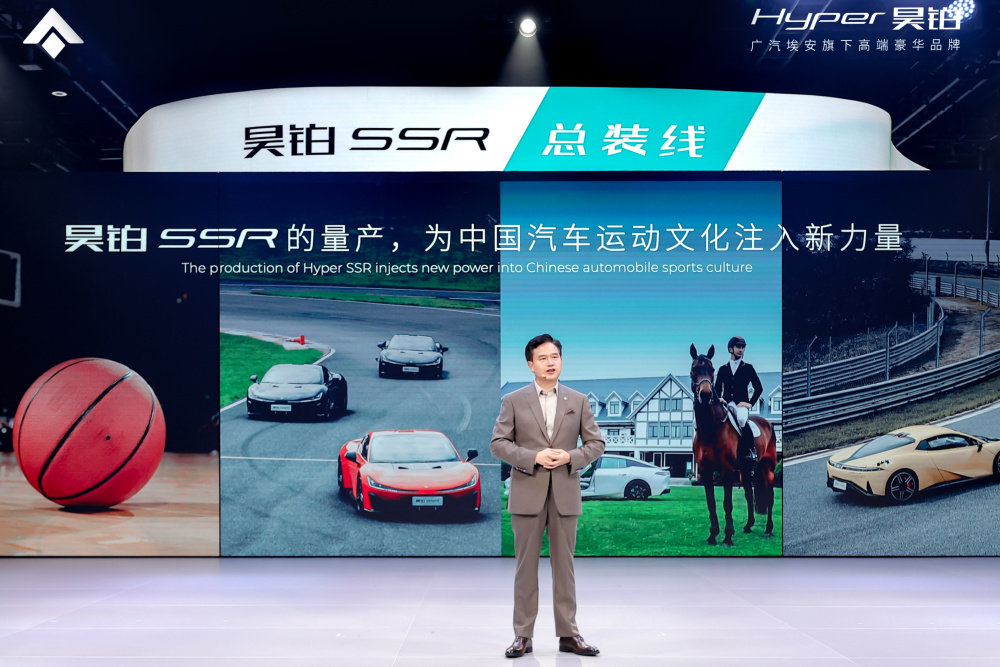 Hyper 昊铂
广汽埃安旗下高端豪华品牌
昊铂 SSR 总装线
昊铂 SSR 的量产，为中国汽车运动文化注入新力量
The production of Hyper SSR injects new power into Chinese automobile sports culture